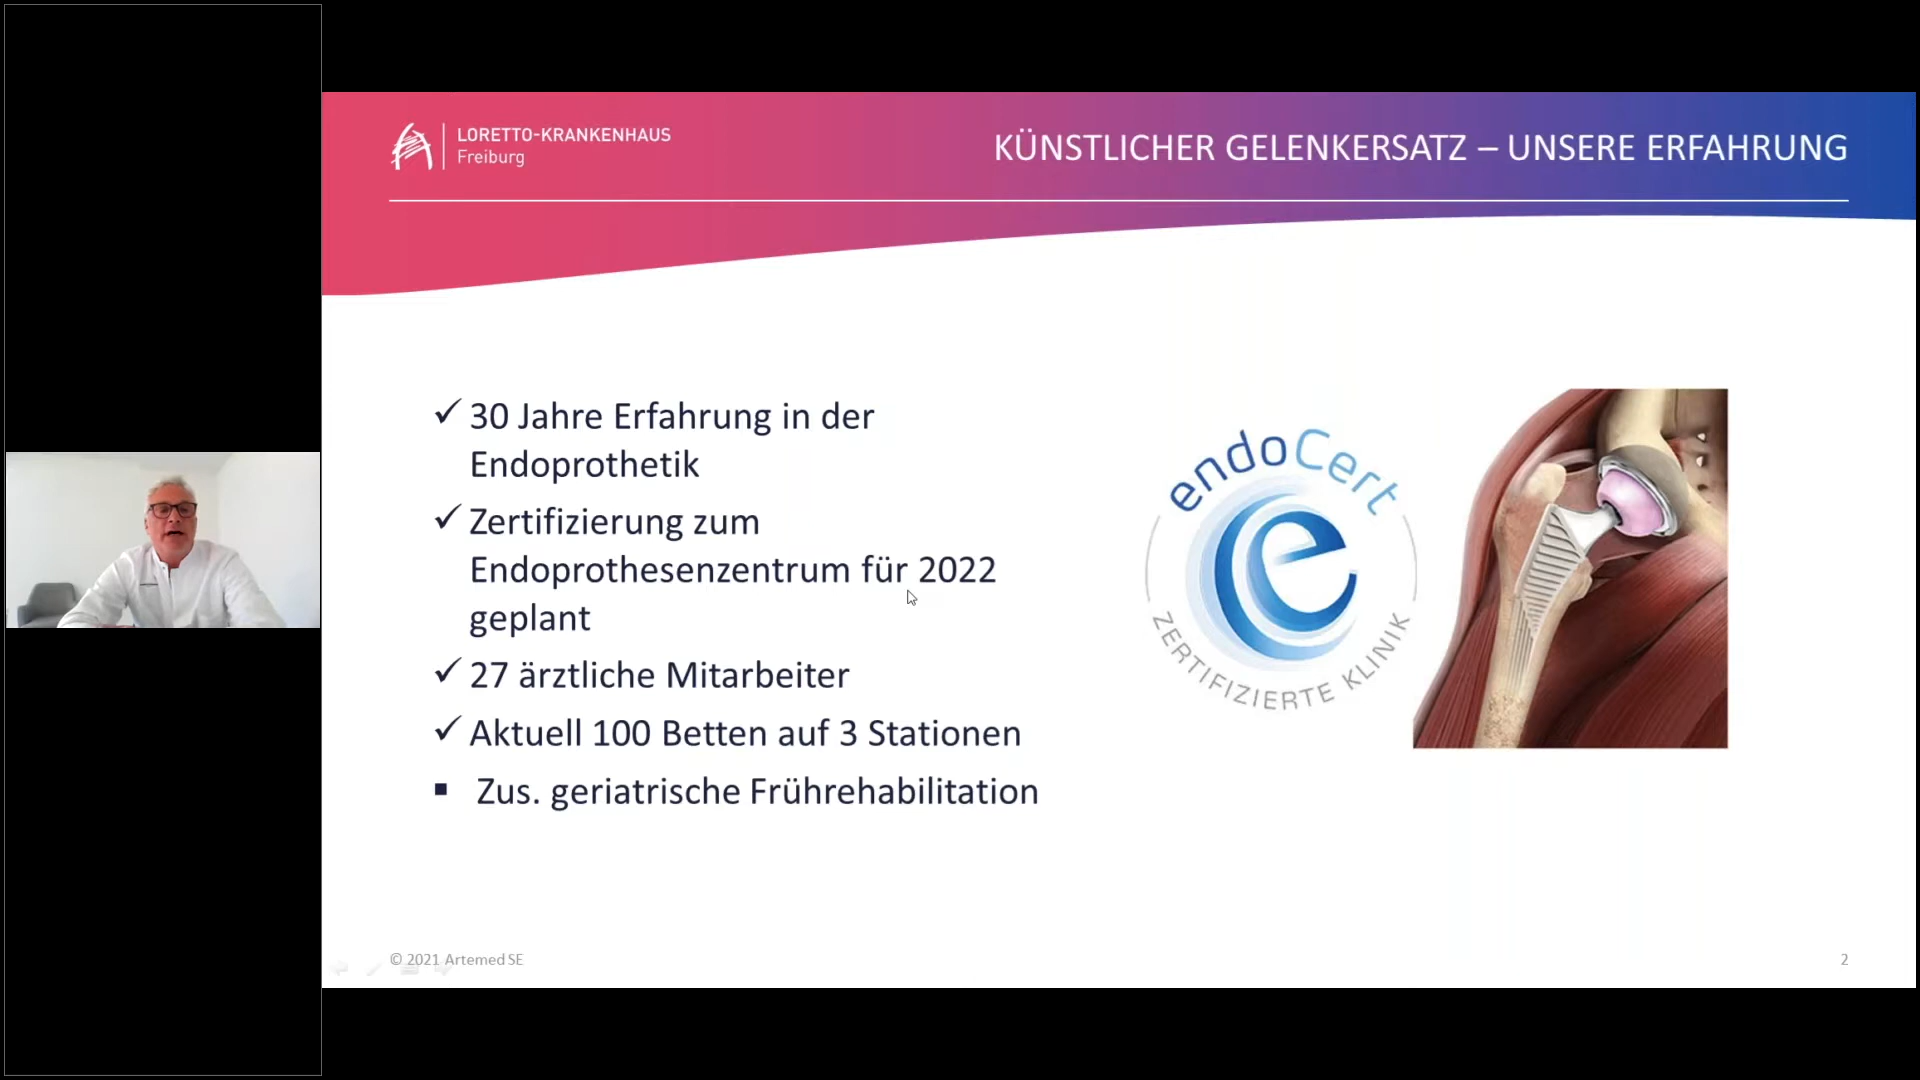 LORETTO-KRANKENHAUS
Freiburg
KÜNSTLICHER GELENKERSATZ – UNSERE ERFAHRUNG
30 Jahre Erfahrung in der
Endoprothetik
Zertifizierung zum
Endoprothesenzentrum für 2022
geplant
27 ärztliche Mitarbeiter
Aktuell 100 Betten auf 3 Stationen
Zus. geriatrische Frührehabilitation
endoCert
e
ZERTIFIZIERTE KLINIK
© 2021 Artemed SE
2